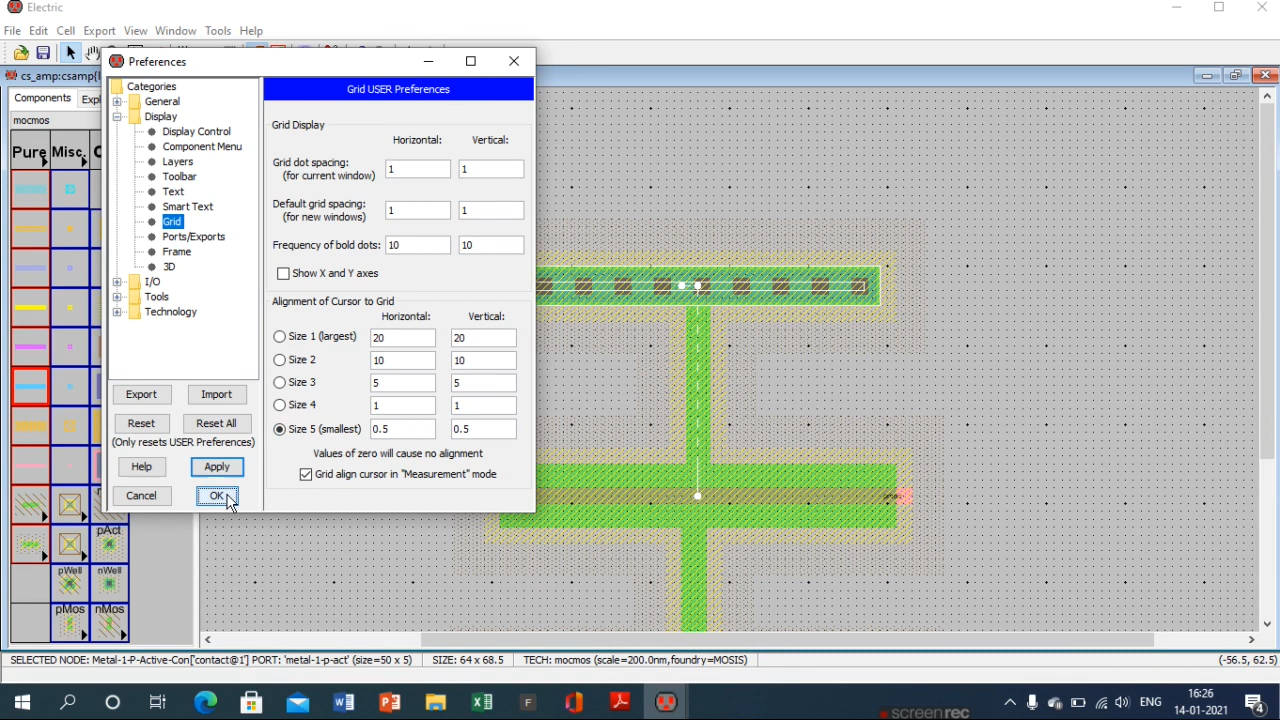 Electric
File Edit Cell Export View Window Tools Help
Preferences
cs_amp:csamp{l
Components Expl
mocmos
Pure Misc. C
pAct
pWell nWell
pMos nMos
Categories
General
Display
Display Control
Component Menu
Layers
Toolbar
Text
Smart Text
Grid
Ports/Exports
Frame
3D
I/O
Tools
Technology
Export Import
Reset Reset All
(Only resets USER Preferences)
Help Apply
Cancel OK
Grid USER Preferences
Grid Display
Horizontal: Vertical:
Grid dot spacing: 1 1
(for current window)
Default grid spacing: 1 1
(for new windows)
Frequency of bold dots: 10 10
Show X and Y axes
Alignment of Cursor to Grid
Horizontal: Vertical:
Size 1 (largest) 20 20
Size 2 10 10
Size 3 5 5
Size 4 1 1
Size 5 (smallest) 0.5 0.5
Values of zero will cause no alignment
Grid align cursor in "Measurement" mode
SELECTED NODE: Metal-1-P-Active-Con['contact@1'] PORT: 'metal-1-p-act' (size=50 x 5) SIZE: 64 x 68.5 TECH: mocmos (scale=200.0nm,foundry=MOSIS) (-56.5, 62.5)
ENG
16:26
14-01-2021
4
screenrec